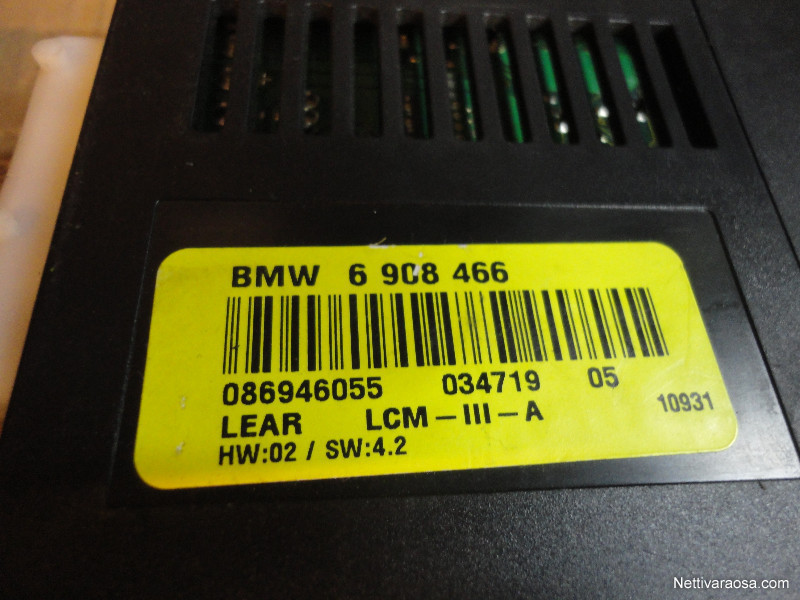 BMW 6 908 466
086946055 034719 05
LEAR LCM-III-A 10931
HW:02 / SW:4.2
Nettivaraosa.com